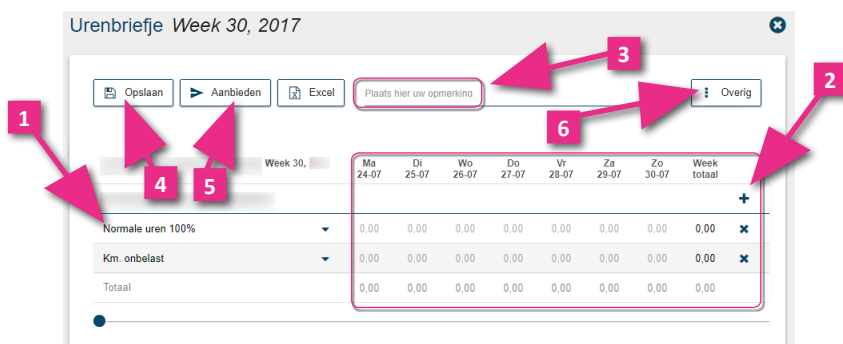 Urenbriefje Week 30, 2017
3
Opslaan Aanbieden Excel Plaats hier uw opmerking Overig
2
1
6
4
5
Week 30, Ma Di Wo Do Vr Za Zo Week
24-07 25-07 26-07 27-07 28-07 29-07 30-07 totaal
Normale uren 100% 0,00 0,00 0,00 0,00 0,00 0,00 0,00 0,00
Km. onbelast 0,00 0,00 0,00 0,00 0,00 0,00 0,00 0,00
Totaal 0,00 0,00 0,00 0,00 0,00 0,00 0,00 0,00